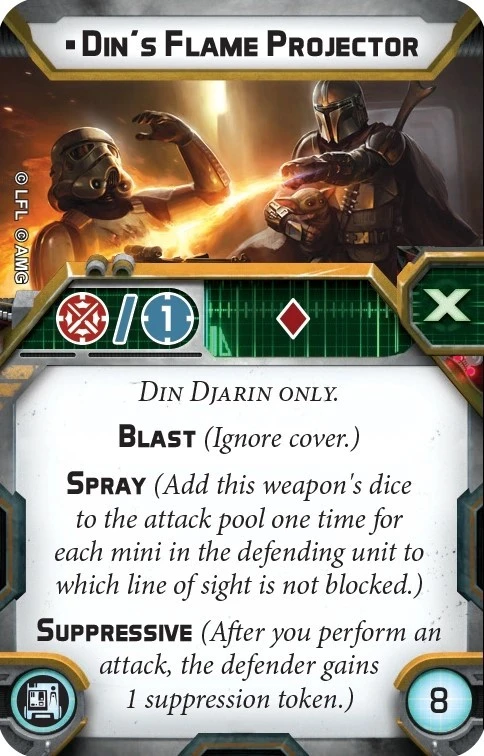 ▪DIN'S FLAME PROJECTOR
© LFL © AMG
/ 1
X
DIN DJARIN ONLY.
BLAST (Ignore cover.)
SPRAY (Add this weapon's dice
to the attack pool one time for
each mini in the defending unit to
which line of sight is not blocked.)
SUPPRESSIVE (After you perform an
attack, the defender gains
1 suppression token.)
8